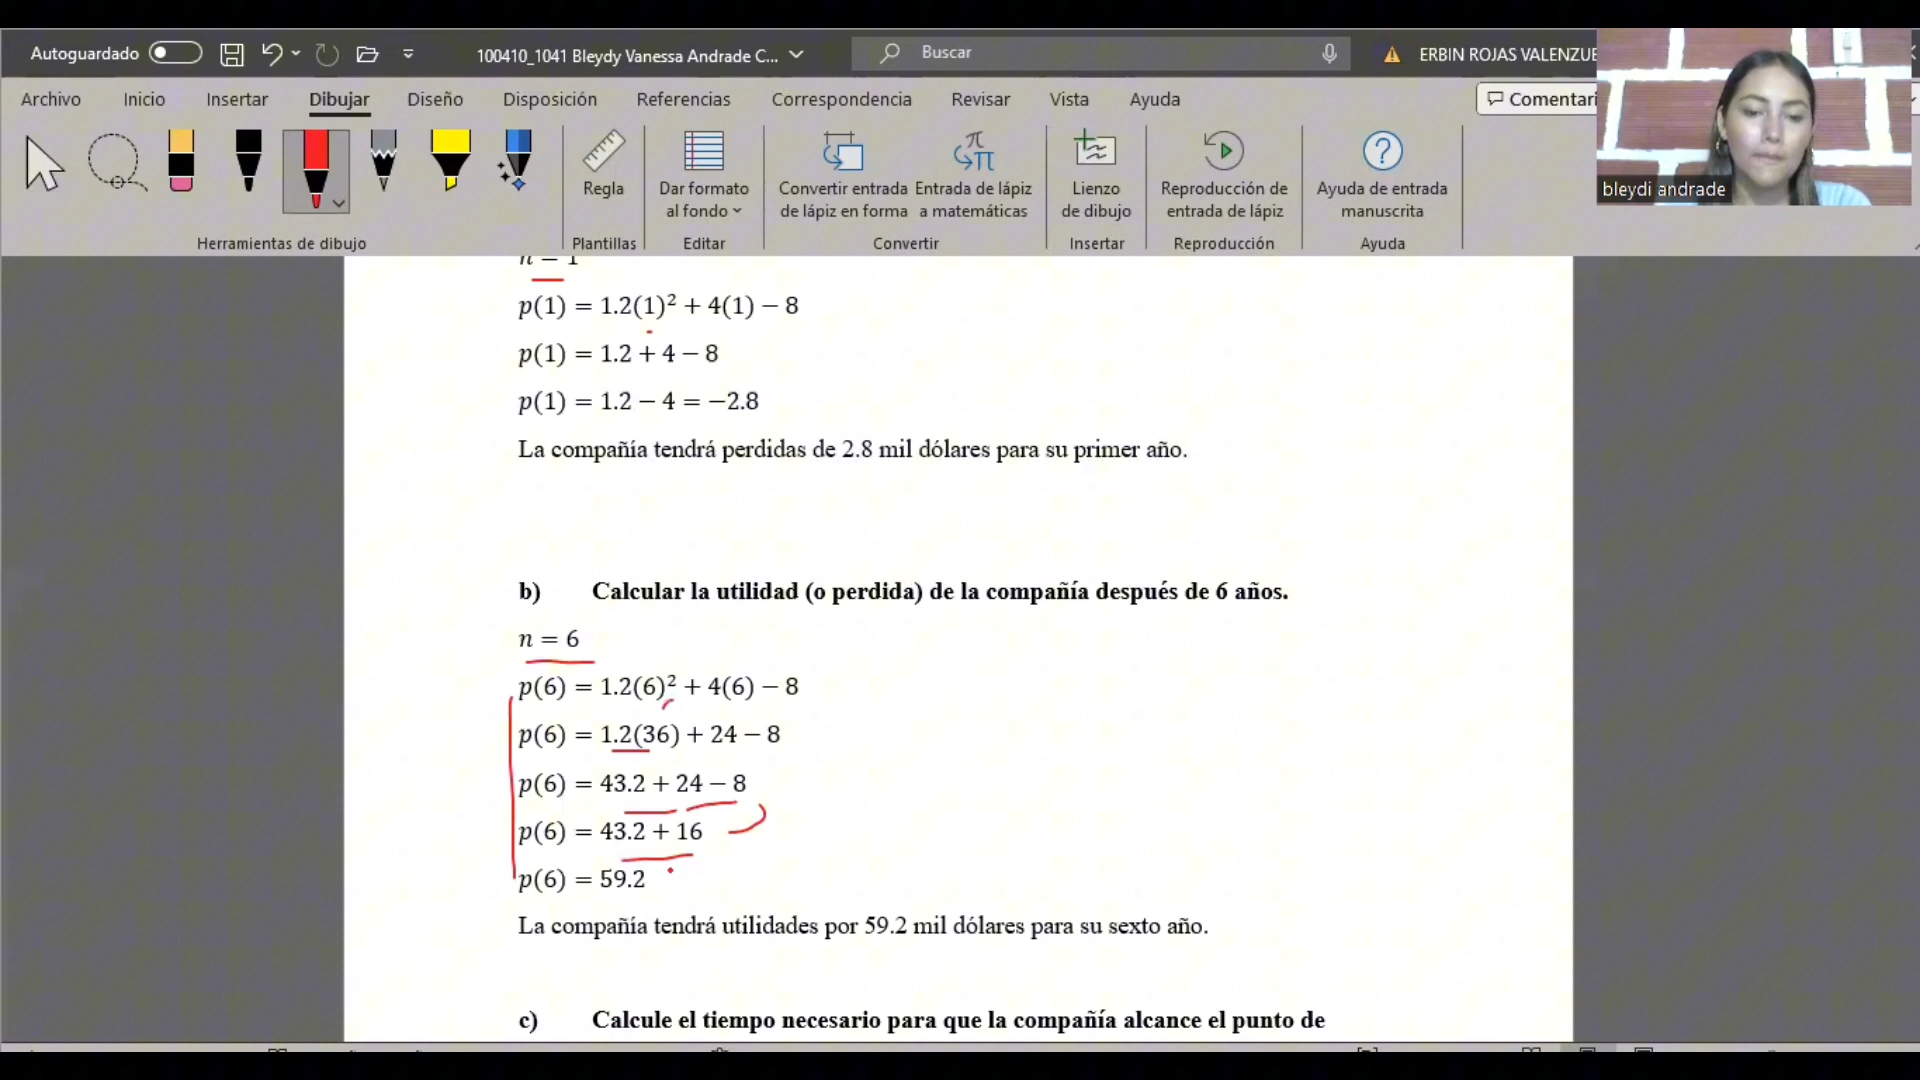 Autoguardado
100410_1041 Bleydy Vanessa Andrade C...
Buscar
ERBIN ROJAS VALENZUE
Archivo Inicio Insertar Dibujar Diseño Disposición Referencias Correspondencia Revisar Vista Ayuda
Comentari
bleydi andrade
Regla
Dar formato al fondo
Convertir entrada de lápiz en forma
Entrada de lápiz a matemáticas
Lienzo de dibujo
Reproducción de entrada de lápiz
Ayuda de entrada manuscrita
Herramientas de dibujo Plantillas Editar Convertir Insertar Reproducción Ayuda
n = 1
p(1) = 1.2(1)² + 4(1) − 8
p(1) = 1.2 + 4 − 8
p(1) = 1.2 − 4 = −2.8
La compañía tendrá perdidas de 2.8 mil dólares para su primer año.
b) Calcular la utilidad (o perdida) de la compañía después de 6 años.
n = 6
p(6) = 1.2(6)² + 4(6) − 8
p(6) = 1.2(36) + 24 − 8
p(6) = 43.2 + 24 − 8
p(6) = 43.2 + 16
p(6) = 59.2
La compañía tendrá utilidades por 59.2 mil dólares para su sexto año.
c) Calcule el tiempo necesario para que la compañía alcance el punto de